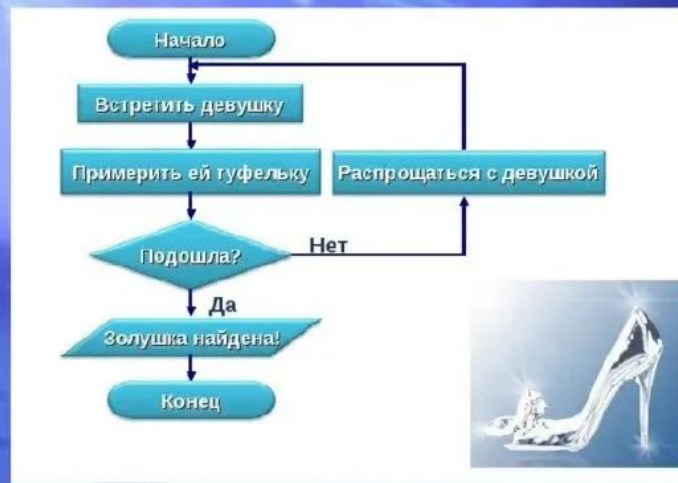 Начало
Встретить девушку
Примерить ей туфельку
Распрощаться с девушкой
Подошла?
Нет
Да
Золушка найдена!
Конец